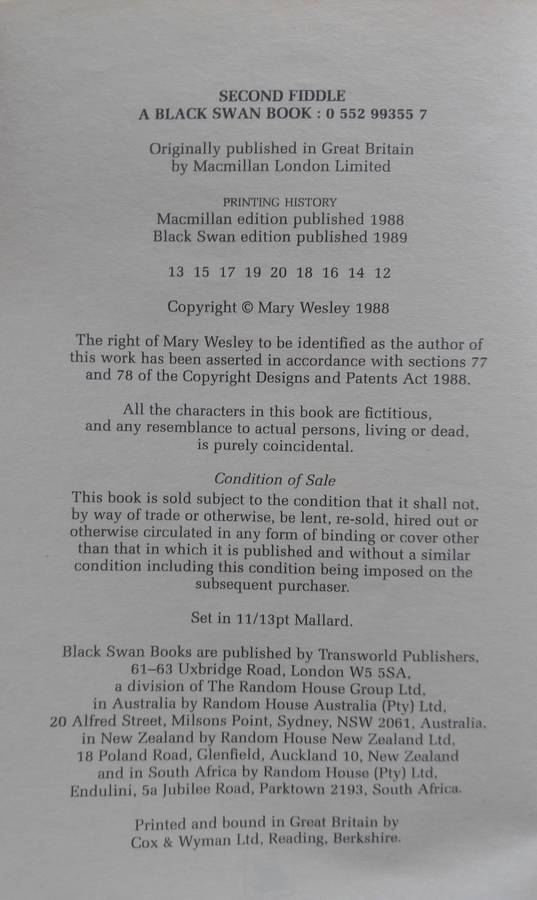 SECOND FIDDLE
A BLACK SWAN BOOK : 0 552 99355 7
Originally published in Great Britain
by Macmillan London Limited
PRINTING HISTORY
Macmillan edition published 1988
Black Swan edition published 1989
13 15 17 19 20 18 16 14 12
Copyright © Mary Wesley 1988
The right of Mary Wesley to be identified as the author of
this work has been asserted in accordance with sections 77
and 78 of the Copyright Designs and Patents Act 1988.
All the characters in this book are fictitious,
and any resemblance to actual persons, living or dead,
is purely coincidental.
Condition of Sale
This book is sold subject to the condition that it shall not,
by way of trade or otherwise, be lent, re-sold, hired out or
otherwise circulated in any form of binding or cover other
than that in which it is published and without a similar
condition including this condition being imposed on the
subsequent purchaser.
Set in 11/13pt Mallard.
Black Swan Books are published by Transworld Publishers,
61–63 Uxbridge Road, London W5 5SA,
a division of The Random House Group Ltd,
in Australia by Random House Australia (Pty) Ltd,
20 Alfred Street, Milsons Point, Sydney, NSW 2061, Australia,
in New Zealand by Random House New Zealand Ltd,
18 Poland Road, Glenfield, Auckland 10, New Zealand
and in South Africa by Random House (Pty) Ltd,
Endulini, 5a Jubilee Road, Parktown 2193, South Africa.
Printed and bound in Great Britain by
Cox & Wyman Ltd, Reading, Berkshire.